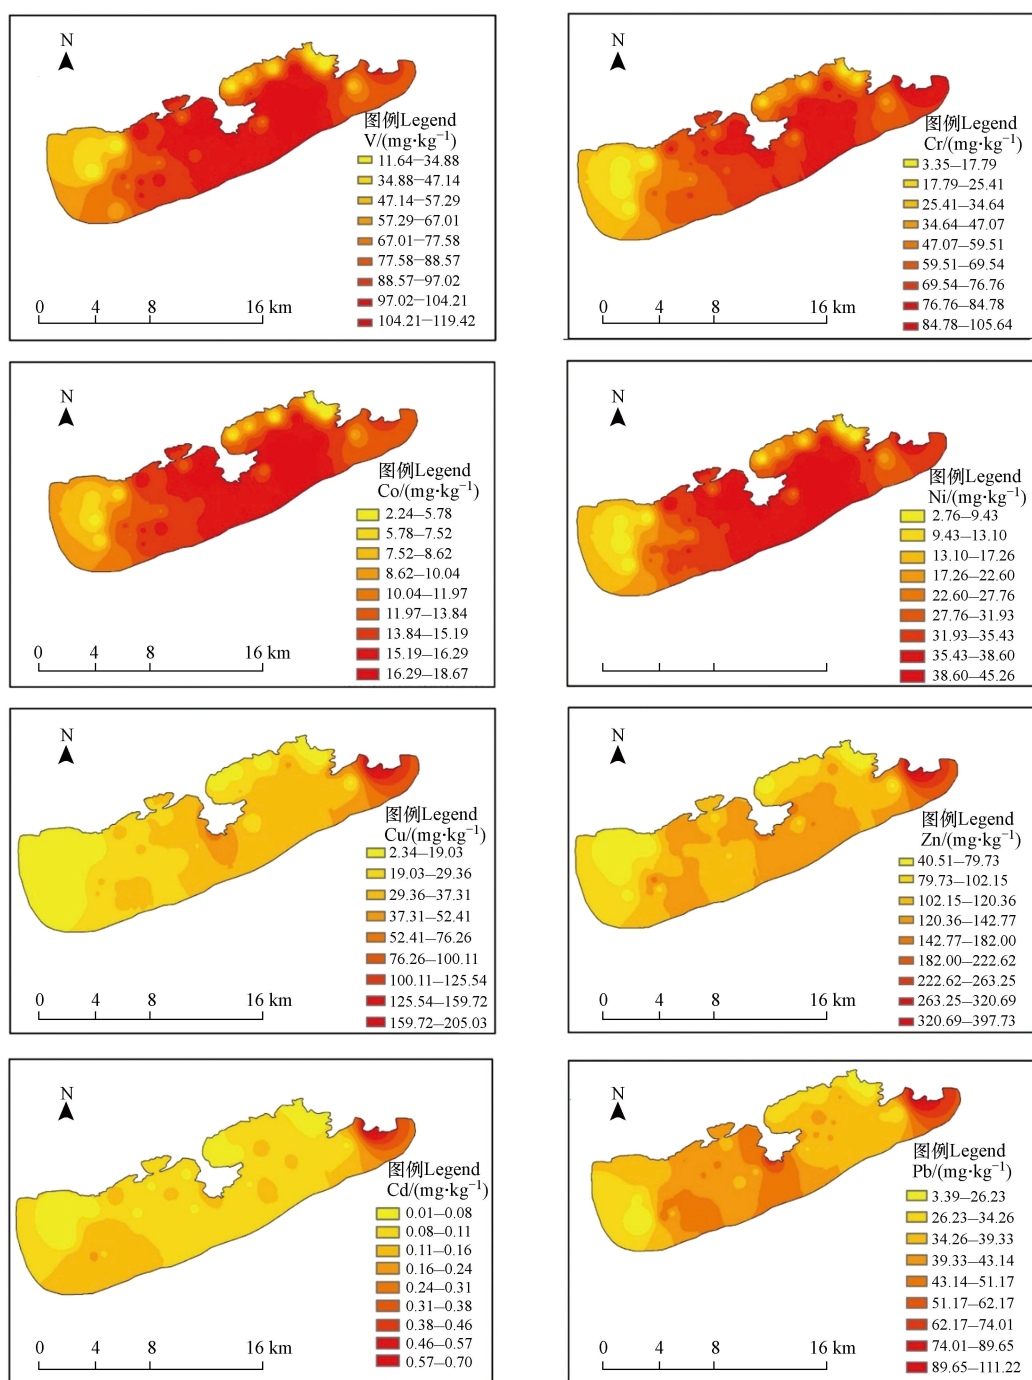 N
图例Legend
V/(mg·kg⁻¹)
11.64—34.88
34.88—47.14
47.14—57.29
57.29—67.01
67.01—77.58
77.58—88.57
88.57—97.02
97.02—104.21
104.21—119.42
0 4 8 16 km
N
图例Legend
Cr/(mg·kg⁻¹)
3.35—17.79
17.79—25.41
25.41—34.64
34.64—47.07
47.07—59.51
59.51—69.54
69.54—76.76
76.76—84.78
84.78—105.64
0 4 8 16 km
N
图例Legend
Co/(mg·kg⁻¹)
2.24—5.78
5.78—7.52
7.52—8.62
8.62—10.04
10.04—11.97
11.97—13.84
13.84—15.19
15.19—16.29
16.29—18.67
0 4 8 16 km
N
图例Legend
Ni/(mg·kg⁻¹)
2.76—9.43
9.43—13.10
13.10—17.26
17.26—22.60
22.60—27.76
27.76—31.93
31.93—35.43
35.43—38.60
38.60—45.26
N
图例Legend
Cu/(mg·kg⁻¹)
2.34—19.03
19.03—29.36
29.36—37.31
37.31—52.41
52.41—76.26
76.26—100.11
100.11—125.54
125.54—159.72
159.72—205.03
0 4 8 16 km
N
图例Legend
Zn/(mg·kg⁻¹)
40.51—79.73
79.73—102.15
102.15—120.36
120.36—142.77
142.77—182.00
182.00—222.62
222.62—263.25
263.25—320.69
320.69—397.73
0 4 8 16 km
N
图例Legend
Cd/(mg·kg⁻¹)
0.01—0.08
0.08—0.11
0.11—0.16
0.16—0.24
0.24—0.31
0.31—0.38
0.38—0.46
0.46—0.57
0.57—0.70
0 4 8 16 km
N
图例Legend
Pb/(mg·kg⁻¹)
3.39—26.23
26.23—34.26
34.26—39.33
39.33—43.14
43.14—51.17
51.17—62.17
62.17—74.01
74.01—89.65
89.65—111.22
0 4 8 16 km